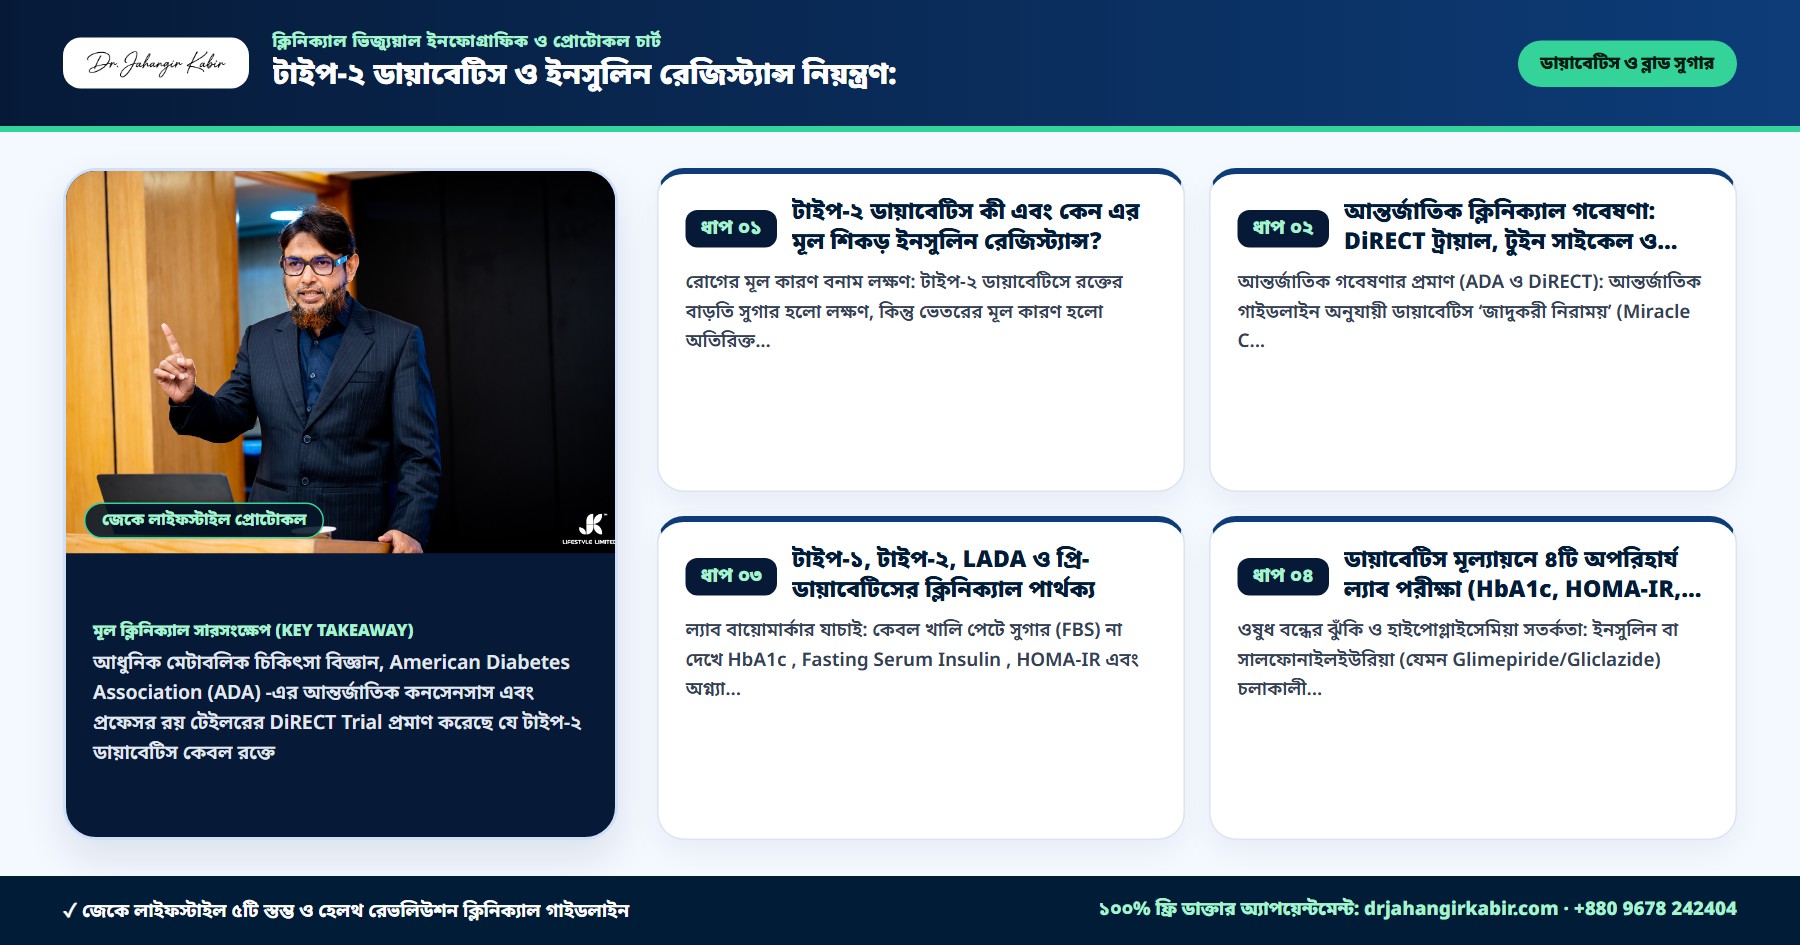 Dr. Jahangir Kabir
ক্লিনিক্যাল ভিজ্যুয়াল ইনফোগ্রাফিক ও প্রোটোকল চার্ট
টাইপ-২ ডায়াবেটিস ও ইনসুলিন রেজিস্ট্যান্স নিয়ন্ত্রণ:
ডায়াবেটিস ও ব্লাড সুগার
জেকে লাইফস্টাইল প্রোটোকল
JK
LIFESTYLE LIMITED
মূল ক্লিনিক্যাল সারসংক্ষেপ (KEY TAKEAWAY)
আধুনিক মেটাবলিক চিকিৎসা বিজ্ঞান, American Diabetes
Association (ADA) -এর আন্তর্জাতিক কনসেনসাস এবং
প্রফেসর রয় টেইলরের DiRECT Trial প্রমাণ করেছে যে টাইপ-২
ডায়াবেটিস কেবল রক্তে
ধাপ ০১
টাইপ-২ ডায়াবেটিস কী এবং কেন এর
মূল শিকড় ইনসুলিন রেজিস্ট্যান্স?
রোগের মূল কারণ বনাম লক্ষণ: টাইপ-২ ডায়াবেটিসে রক্তের
বাড়তি সুগার হলো লক্ষণ, কিন্তু ভেতরের মূল কারণ হলো
অতিরিক্ত...
ধাপ ০২
আন্তর্জাতিক ক্লিনিক্যাল গবেষণা:
DiRECT ট্রায়াল, টুইন সাইকেল ও...
আন্তর্জাতিক গবেষণার প্রমাণ (ADA ও DiRECT): আন্তর্জাতিক
গাইডলাইন অনুযায়ী ডায়াবেটিস ‘জাদুকরী নিরাময়’ (Miracle
C...
ধাপ ০৩
টাইপ-১, টাইপ-২, LADA ও প্রি-
ডায়াবেটিসের ক্লিনিক্যাল পার্থক্য
ল্যাব বায়োমার্কার যাচাই: কেবল খালি পেটে সুগার (FBS) না
দেখে HbA1c , Fasting Serum Insulin , HOMA-IR এবং
অগ্ন্যা...
ধাপ ০৪
ডায়াবেটিস মূল্যায়নে ৪টি অপরিহার্য
ল্যাব পরীক্ষা (HbA1c, HOMA-IR,...
ওষুধ বন্ধের ঝুঁকি ও হাইপোগ্লাইসেমিয়া সতর্কতা: ইনসুলিন বা
সালফোনাইলইউরিয়া (যেমন Glimepiride/Gliclazide)
চলাকালী...
✓ জেকে লাইফস্টাইল ৫টি স্তম্ভ ও হেলথ রেভলিউশন ক্লিনিক্যাল গাইডলাইন
১০০% ফ্রি ডাক্তার অ্যাপয়েন্টমেন্ট: drjahangirkabir.com · +880 9678 242404